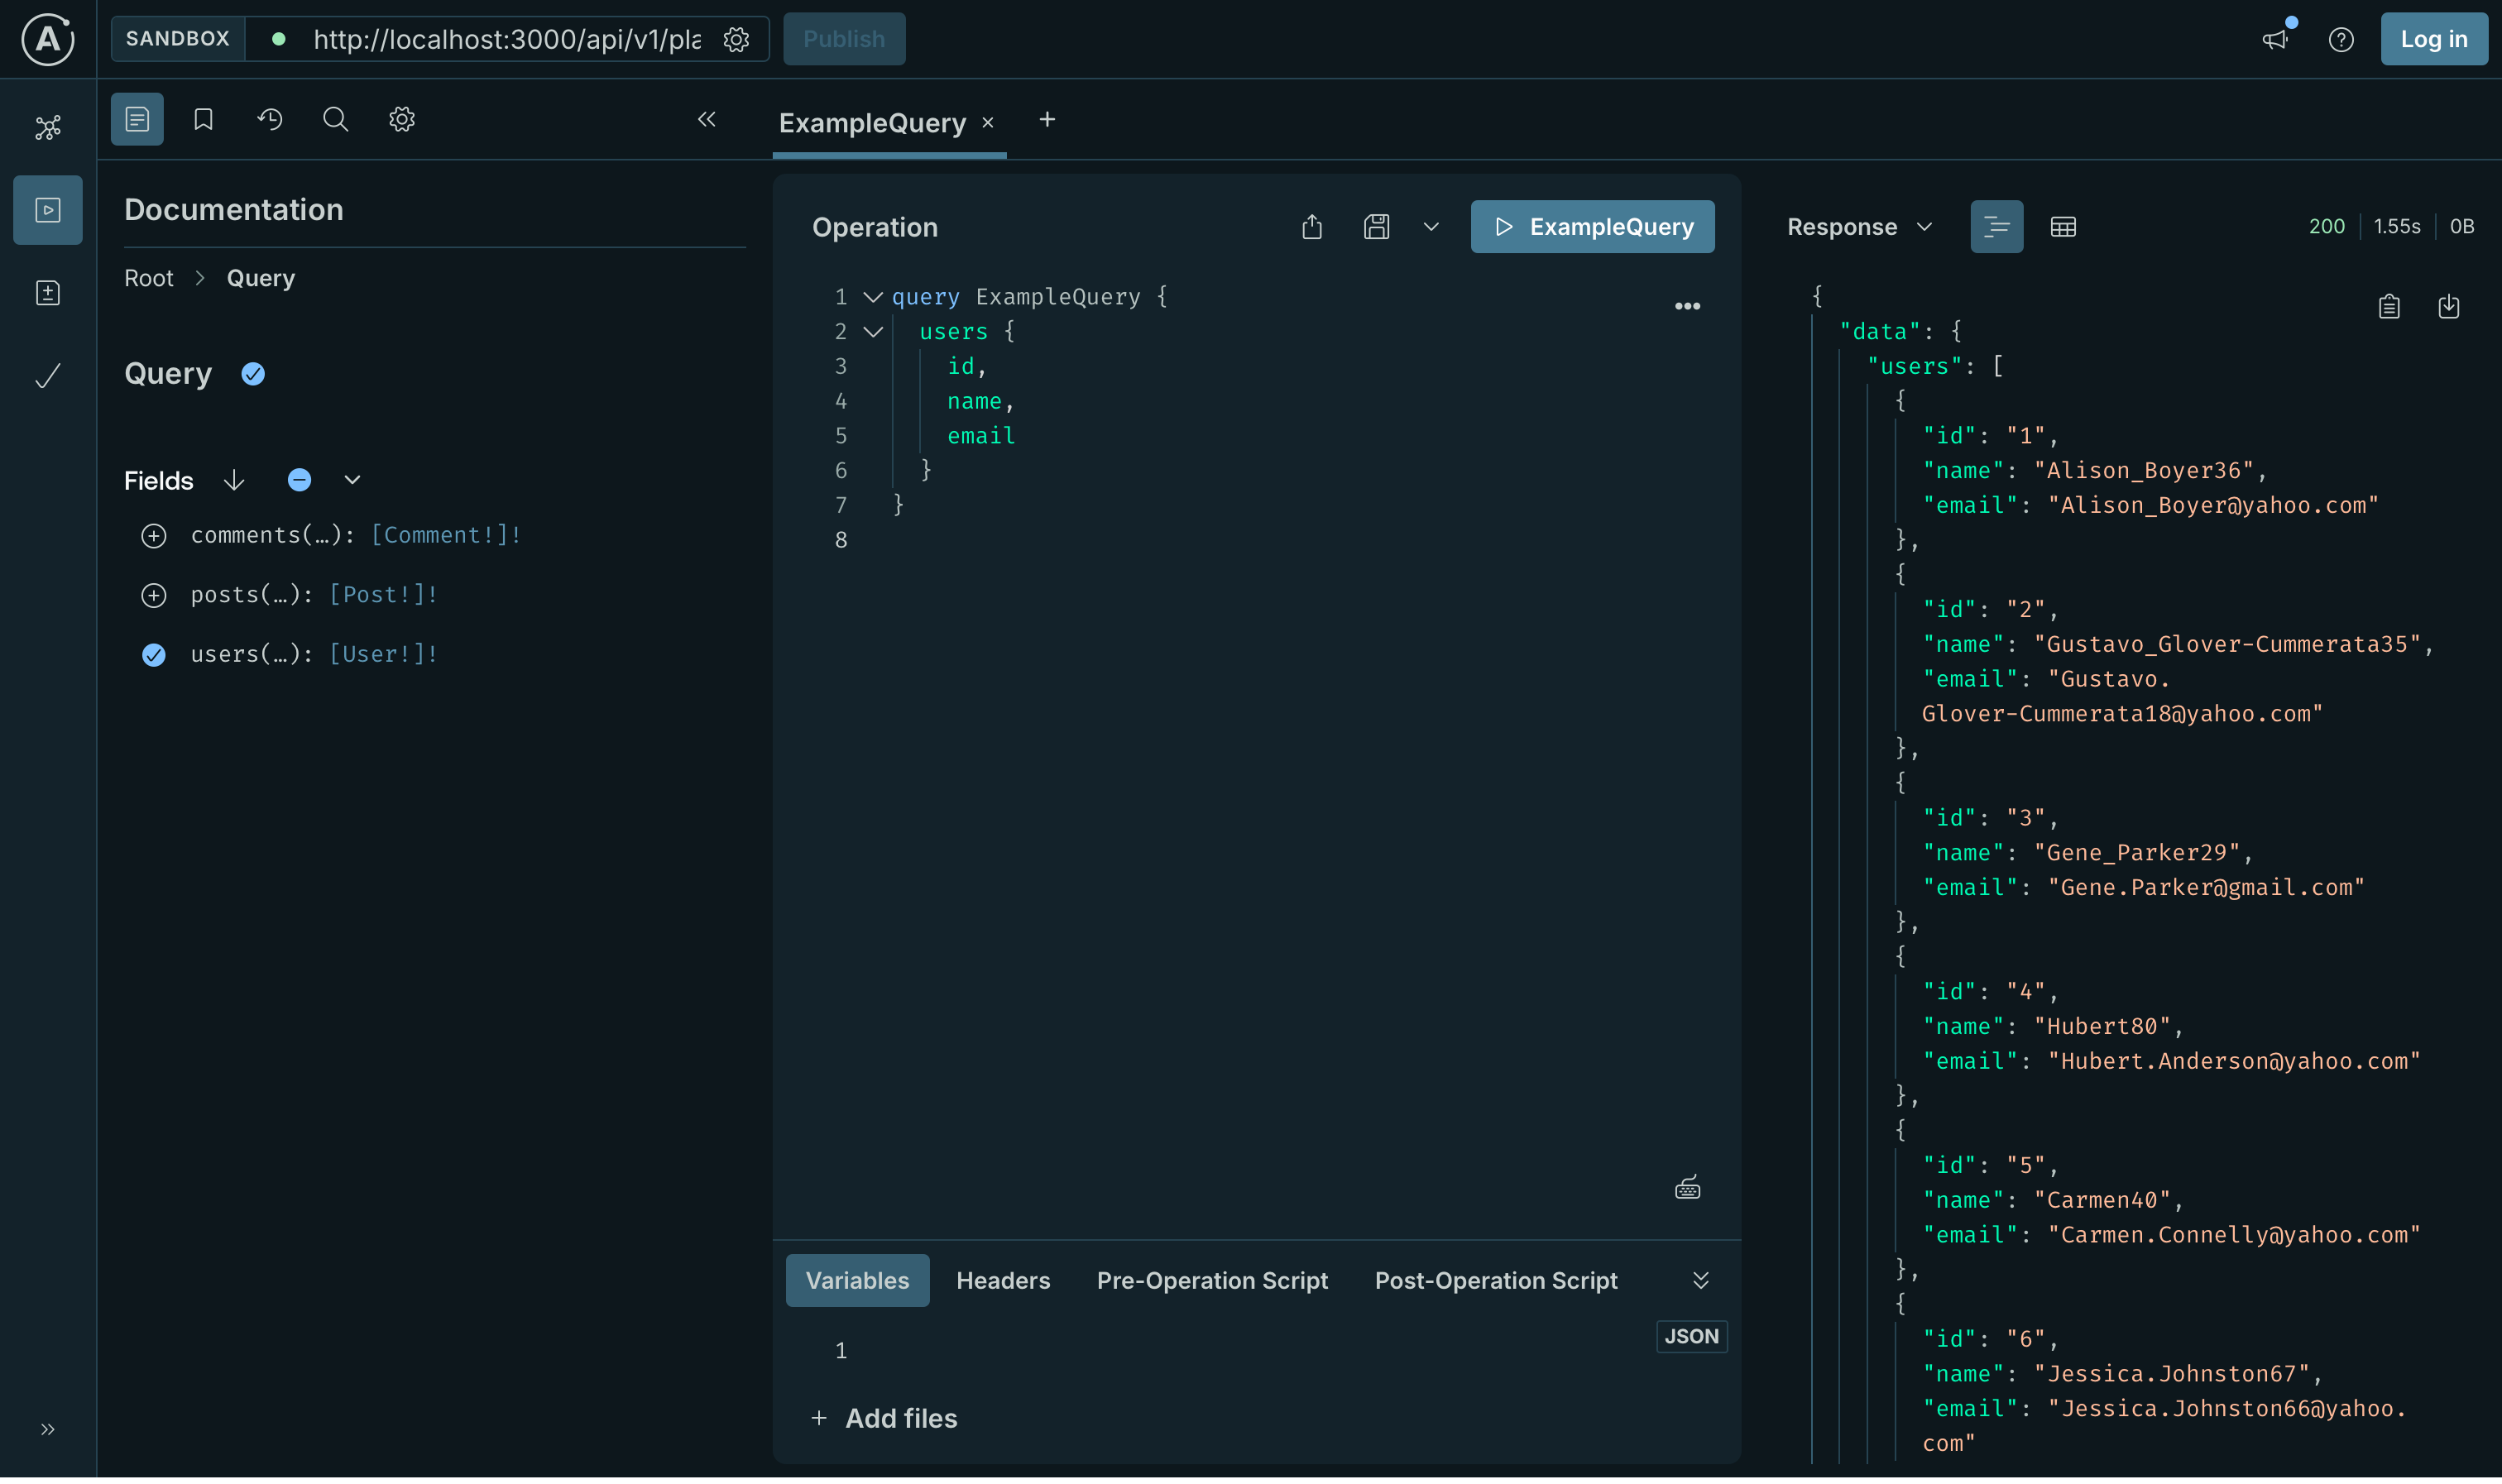 SANDBOX
http://localhost:3000/api/v1/pla
Publish
Log in
ExampleQuery
Documentation
Root > Query
Query
Fields
comments(…): [Comment!]!
posts(…): [Post!]!
users(…): [User!]!
Operation
ExampleQuery
1 query ExampleQuery {
2 users {
3 id,
4 name,
5 email
6 }
7 }
8
Variables
Headers
Pre-Operation Script
Post-Operation Script
1
JSON
+ Add files
Response
200
1.55s
0B
{
"data": {
"users": [
{
"id": "1",
"name": "Alison_Boyer36",
"email": "Alison_Boyer@yahoo.com"
},
{
"id": "2",
"name": "Gustavo_Glover-Cummerata35",
"email": "Gustavo.
Glover-Cummerata18@yahoo.com"
},
{
"id": "3",
"name": "Gene_Parker29",
"email": "Gene.Parker@gmail.com"
},
{
"id": "4",
"name": "Hubert80",
"email": "Hubert.Anderson@yahoo.com"
},
{
"id": "5",
"name": "Carmen40",
"email": "Carmen.Connelly@yahoo.com"
},
{
"id": "6",
"name": "Jessica.Johnston67",
"email": "Jessica.Johnston66@yahoo.
com"